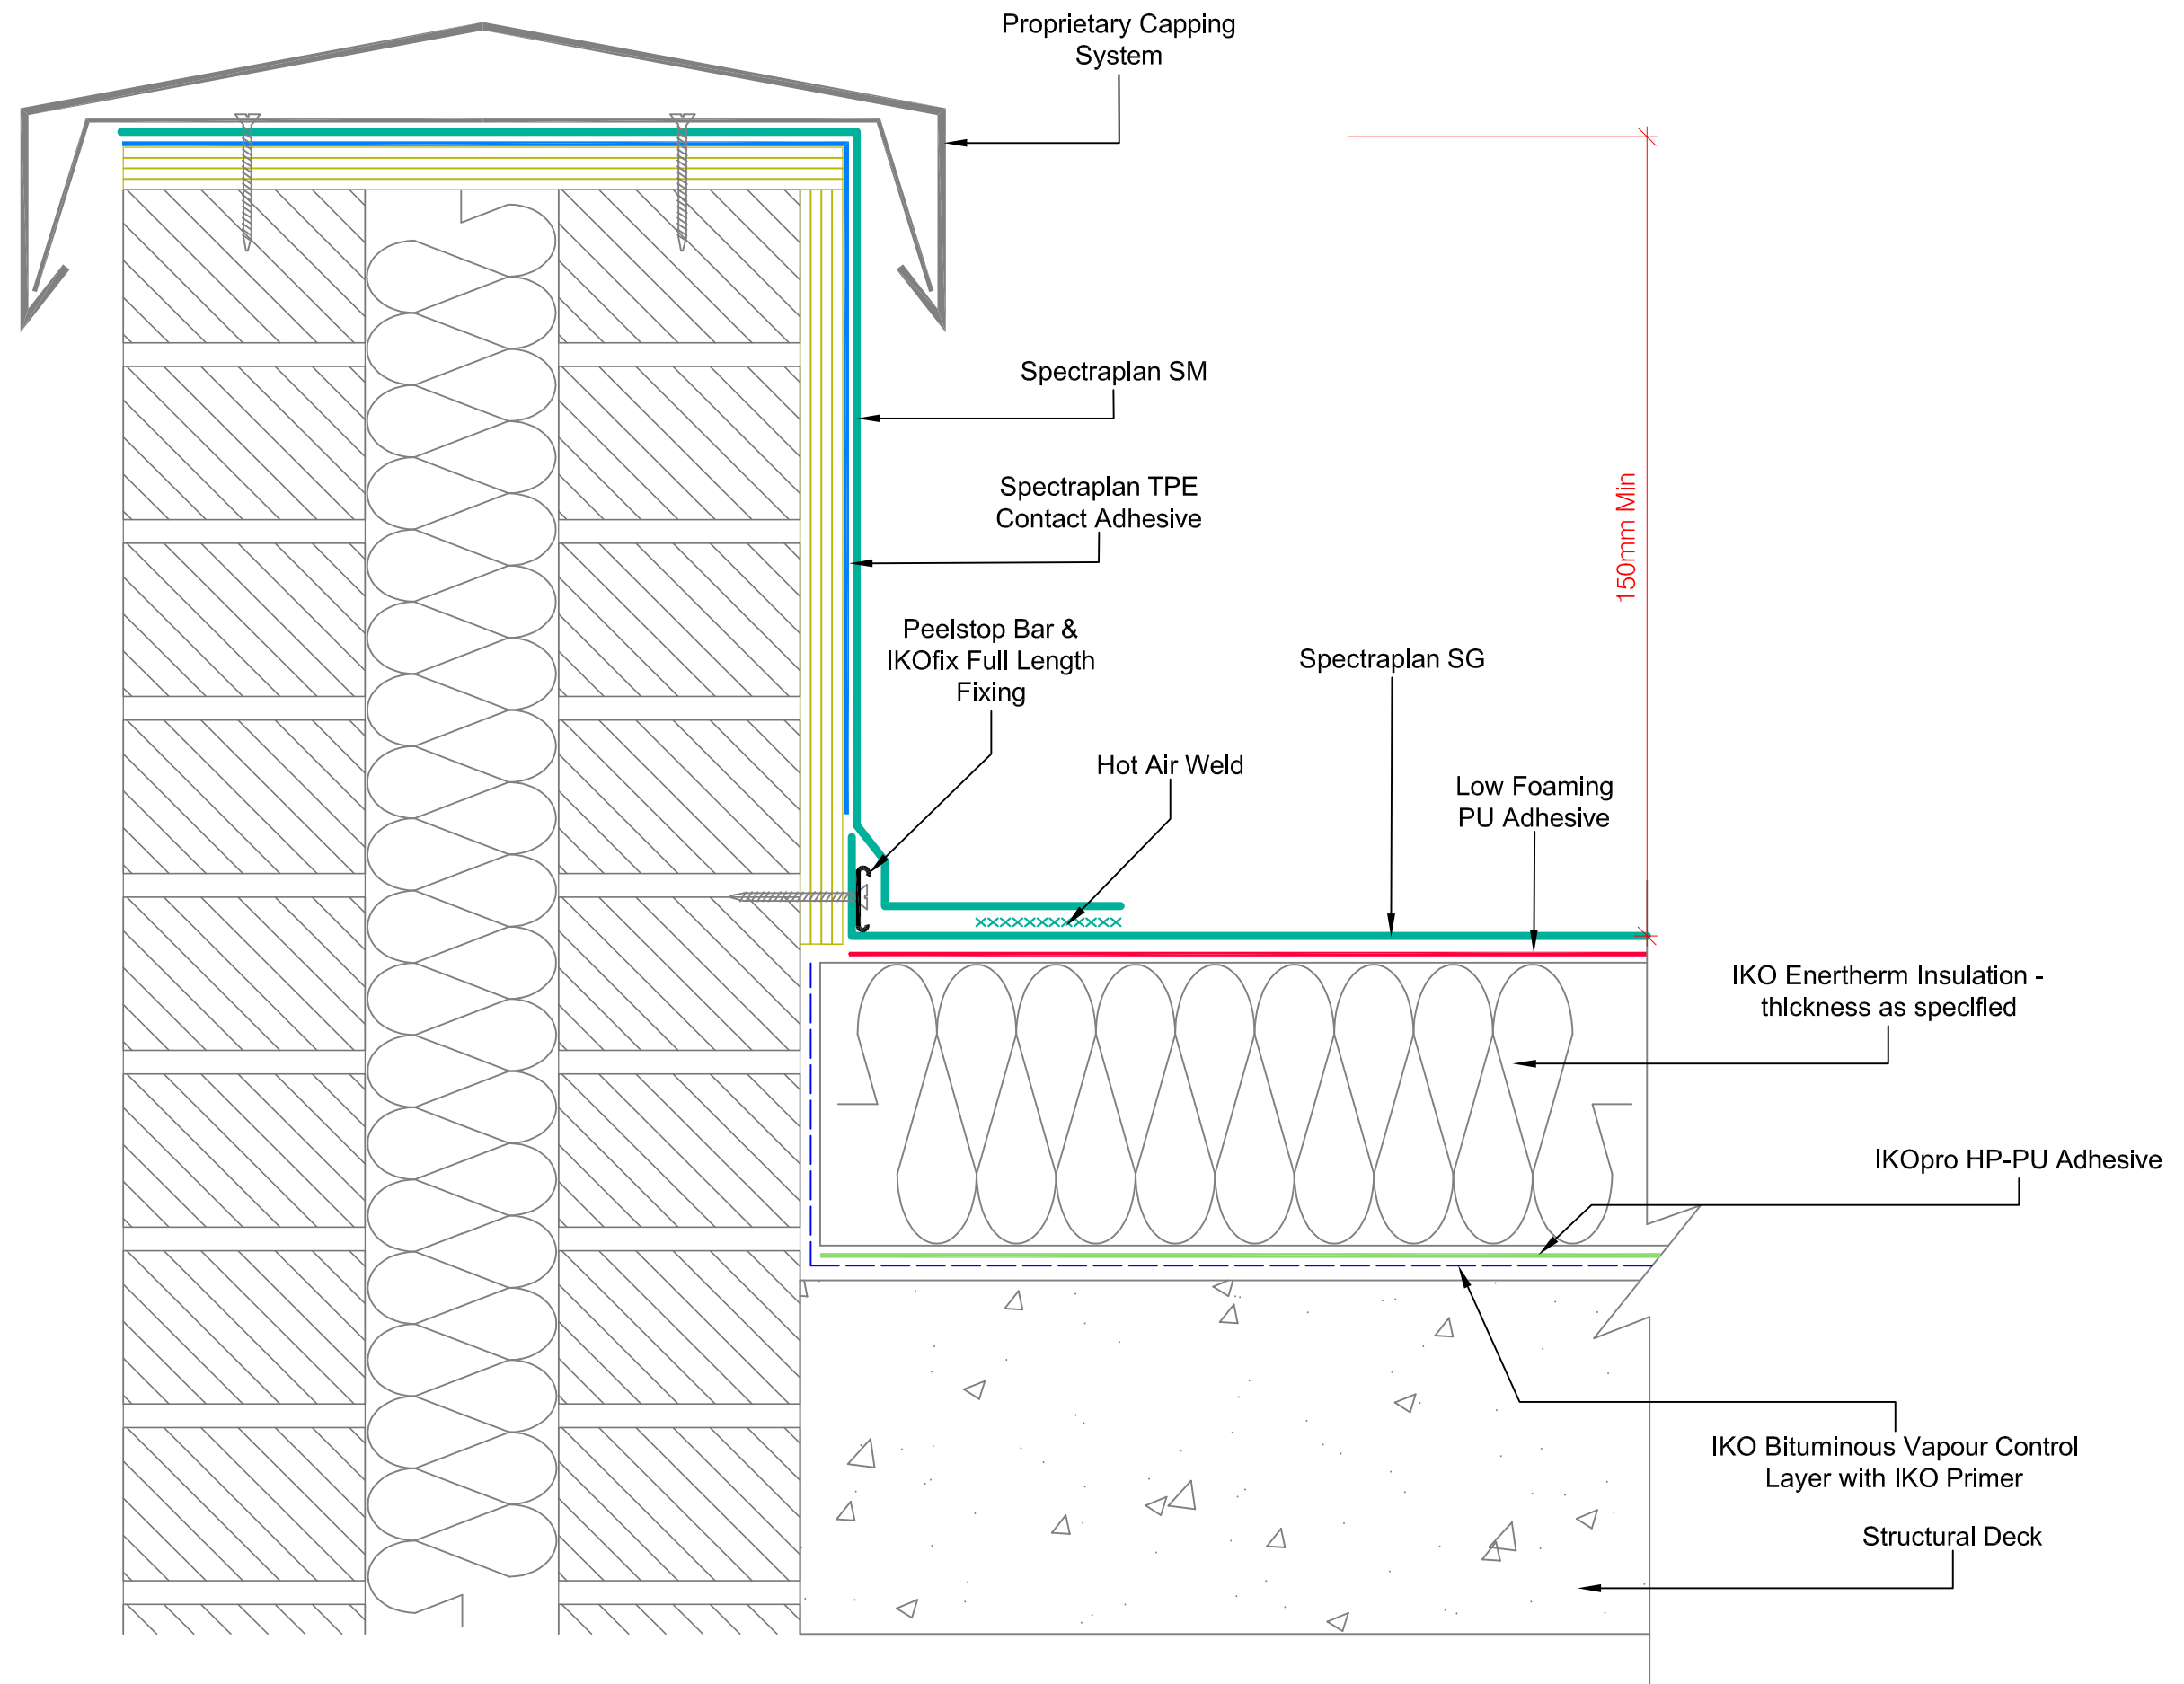 Proprietary Capping
System
Spectraplan SM
Spectraplan TPE
Contact Adhesive
150mm Min
Peelstop Bar &
IKOfix Full Length
Fixing
Spectraplan SG
Hot Air Weld
Low Foaming
PU Adhesive
IKO Enertherm Insulation -
thickness as specified
IKOpro HP-PU Adhesive
IKO Bituminous Vapour Control
Layer with IKO Primer
Structural Deck